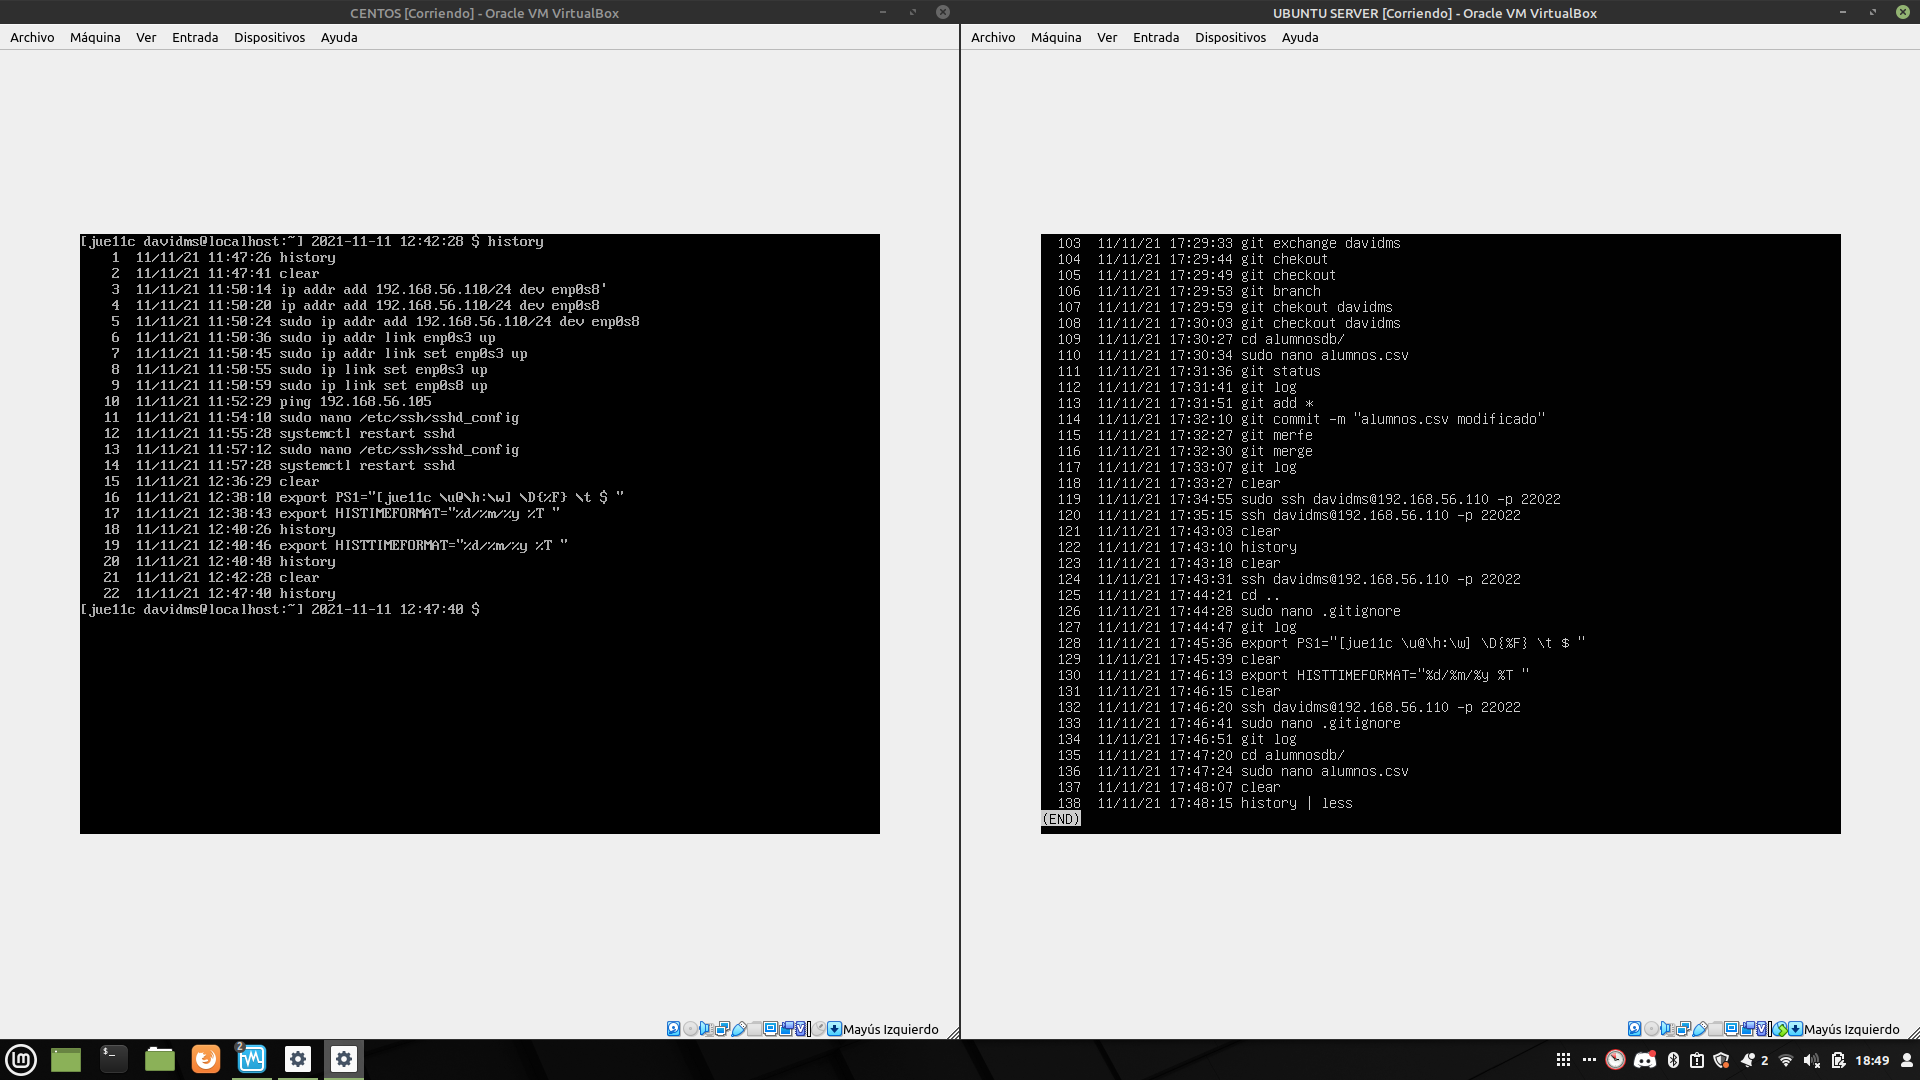 CENTOS [Corriendo] - Oracle VM VirtualBox
Archivo Máquina Ver Entrada Dispositivos Ayuda
[jue11c davidms@localhost:~] 2021-11-11 12:42:28 $ history
1 11/11/21 11:47:26 history
2 11/11/21 11:47:41 clear
3 11/11/21 11:50:14 ip addr add 192.168.56.110/24 dev enp0s8'
4 11/11/21 11:50:20 ip addr add 192.168.56.110/24 dev enp0s8
5 11/11/21 11:50:24 sudo ip addr add 192.168.56.110/24 dev enp0s8
6 11/11/21 11:50:36 sudo ip addr link enp0s3 up
7 11/11/21 11:50:45 sudo ip addr link set enp0s3 up
8 11/11/21 11:50:55 sudo ip link set enp0s3 up
9 11/11/21 11:50:59 sudo ip link set enp0s8 up
10 11/11/21 11:52:29 ping 192.168.56.105
11 11/11/21 11:54:10 sudo nano /etc/ssh/sshd_config
12 11/11/21 11:55:28 systemctl restart sshd
13 11/11/21 11:57:12 sudo nano /etc/ssh/sshd_config
14 11/11/21 11:57:28 systemctl restart sshd
15 11/11/21 12:36:29 clear
16 11/11/21 12:38:10 export PS1="[jue11c \u@\h:\w] \D{%F} \t $ "
17 11/11/21 12:38:43 export HISTIMEFORMAT="%d/%m/%y %T "
18 11/11/21 12:40:26 history
19 11/11/21 12:40:46 export HISTTIMEFORMAT="%d/%m/%y %T "
20 11/11/21 12:40:48 history
21 11/11/21 12:42:28 clear
22 11/11/21 12:47:40 history
[jue11c davidms@localhost:~] 2021-11-11 12:47:40 $
Mayús Izquierdo
UBUNTU SERVER [Corriendo] - Oracle VM VirtualBox
Archivo Máquina Ver Entrada Dispositivos Ayuda
103 11/11/21 17:29:33 git exchange davidms
104 11/11/21 17:29:44 git chekout
105 11/11/21 17:29:49 git checkout
106 11/11/21 17:29:53 git branch
107 11/11/21 17:29:59 git chekout davidms
108 11/11/21 17:30:03 git checkout davidms
109 11/11/21 17:30:27 cd alumnosdb/
110 11/11/21 17:30:34 sudo nano alumnos.csv
111 11/11/21 17:31:36 git status
112 11/11/21 17:31:41 git log
113 11/11/21 17:31:51 git add *
114 11/11/21 17:32:10 git commit -m "alumnos.csv modificado"
115 11/11/21 17:32:27 git merfe
116 11/11/21 17:32:30 git merge
117 11/11/21 17:33:07 git log
118 11/11/21 17:33:27 clear
119 11/11/21 17:34:55 sudo ssh davidms@192.168.56.110 -p 22022
120 11/11/21 17:35:15 ssh davidms@192.168.56.110 -p 22022
121 11/11/21 17:43:03 clear
122 11/11/21 17:43:10 history
123 11/11/21 17:43:18 clear
124 11/11/21 17:43:31 ssh davidms@192.168.56.110 -p 22022
125 11/11/21 17:44:21 cd ..
126 11/11/21 17:44:28 sudo nano .gitignore
127 11/11/21 17:44:47 git log
128 11/11/21 17:45:36 export PS1="[jue11c \u@\h:\w] \D{%F} \t $ "
129 11/11/21 17:45:39 clear
130 11/11/21 17:46:13 export HISTTIMEFORMAT="%d/%m/%y %T "
131 11/11/21 17:46:15 clear
132 11/11/21 17:46:20 ssh davidms@192.168.56.110 -p 22022
133 11/11/21 17:46:41 sudo nano .gitignore
134 11/11/21 17:46:51 git log
135 11/11/21 17:47:20 cd alumnosdb/
136 11/11/21 17:47:24 sudo nano alumnos.csv
137 11/11/21 17:48:07 clear
138 11/11/21 17:48:15 history | less
(END)
Mayús Izquierdo
2
2
18:49